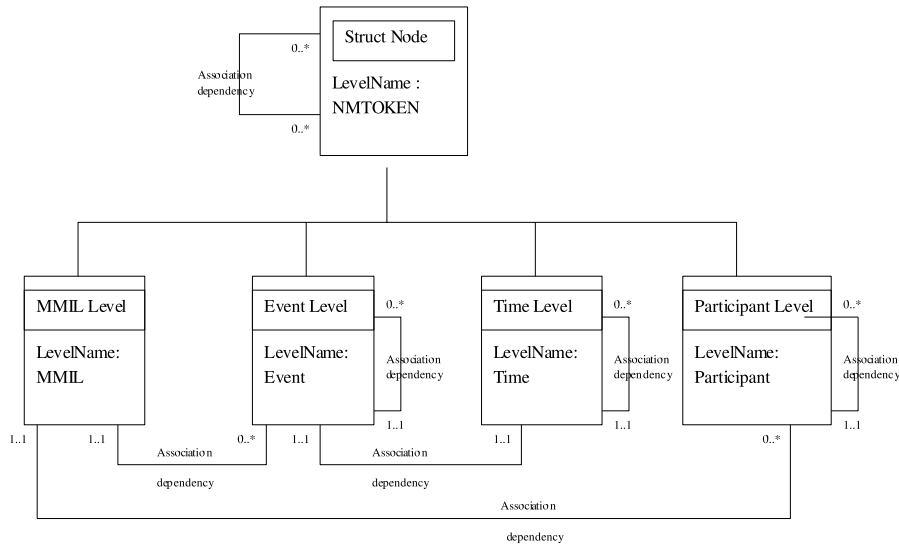 Struct Node
0..*
Association
dependency
LevelName :
NMTOKEN
0..*
MMIL Level
Event Level
0..*
Time Level
0..*
Participant Level
0..*
LevelName:
MMIL
LevelName:
Event
Association
dependency
LevelName:
Time
Association
dependency
LevelName:
Participant
Association
dependency
1..1
1..1
1..1
1..1
1..1
0..*
1..1
1..1
0..*
Association
dependency
Association
dependency
Association
dependency